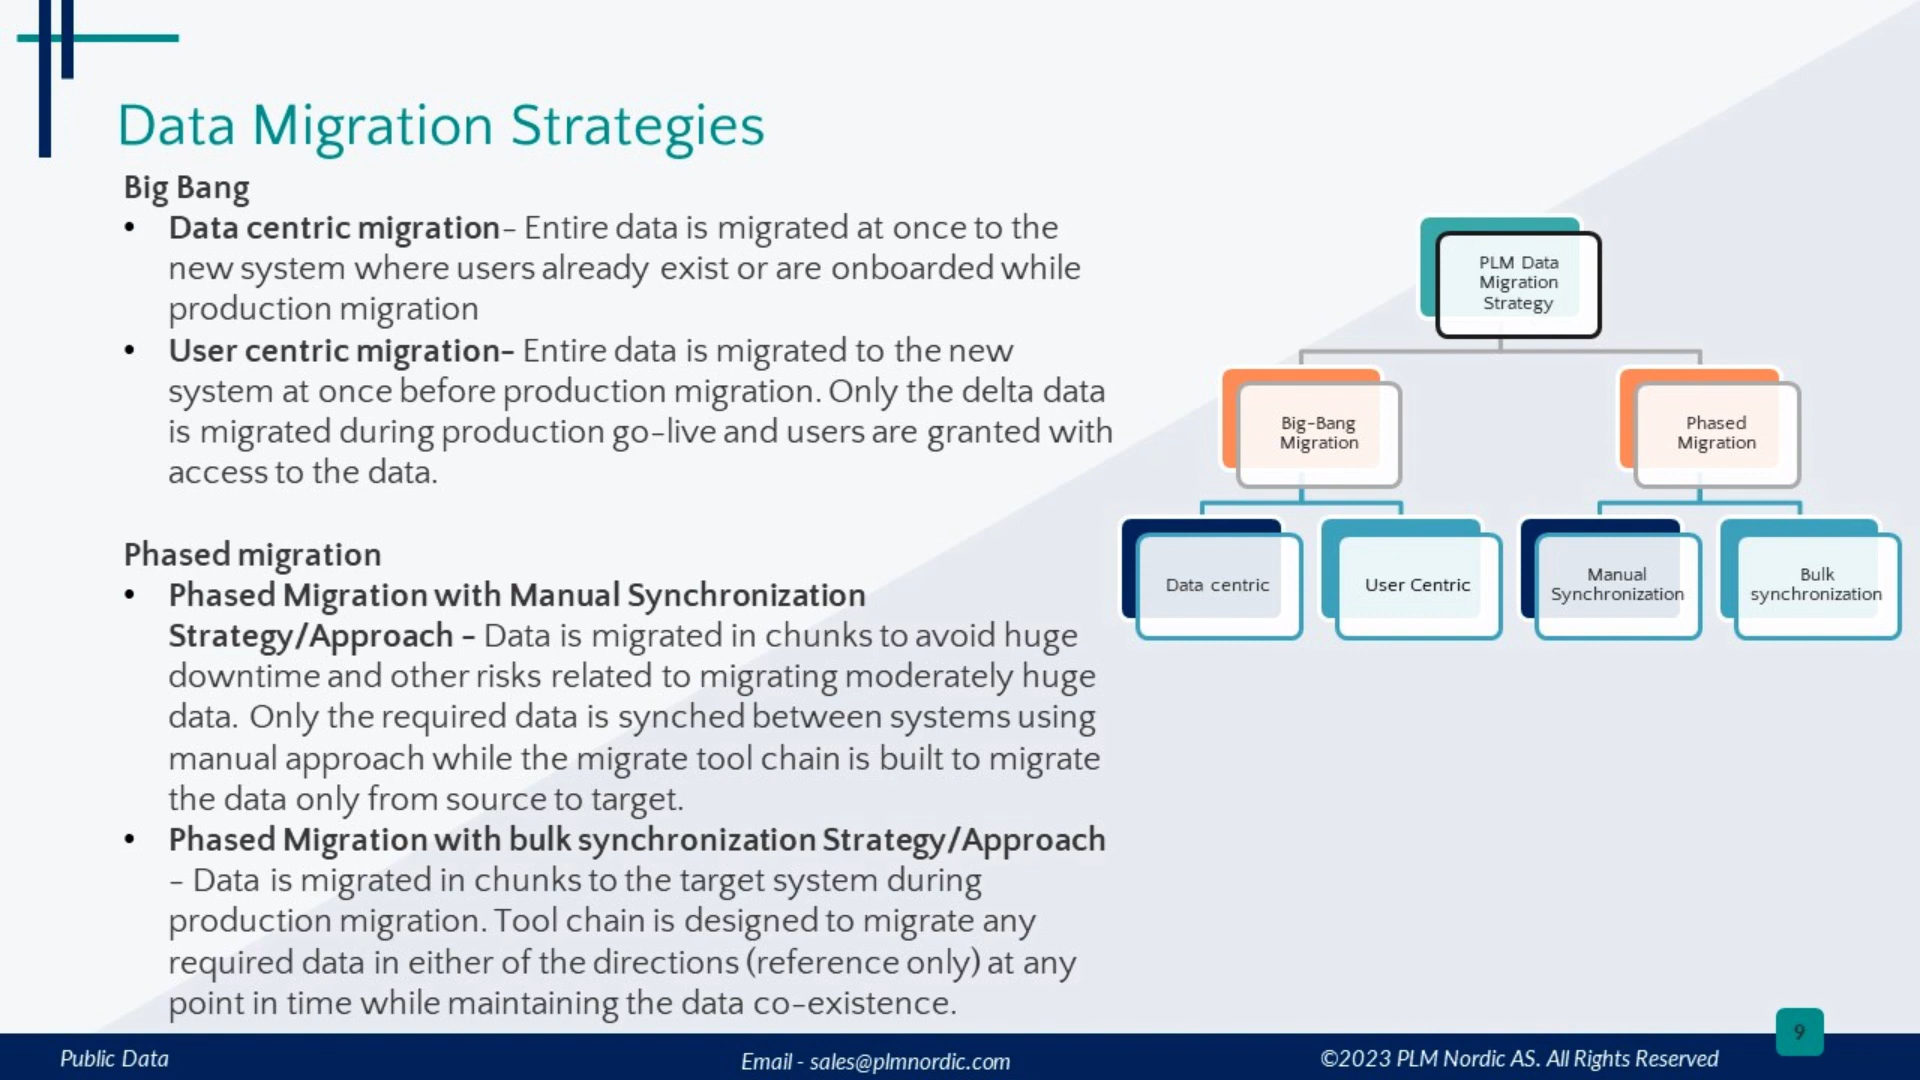 Data Migration Strategies
Big Bang
• Data centric migration– Entire data is migrated at once to the
new system where users already exist or are onboarded while
production migration
• User centric migration– Entire data is migrated to the new
system at once before production migration. Only the delta data
is migrated during production go-live and users are granted with
access to the data.
Phased migration
• Phased Migration with Manual Synchronization
Strategy/Approach – Data is migrated in chunks to avoid huge
downtime and other risks related to migrating moderately huge
data. Only the required data is synched between systems using
manual approach while the migrate tool chain is built to migrate
the data only from source to target.
• Phased Migration with bulk synchronization Strategy/Approach
– Data is migrated in chunks to the target system during
production migration. Tool chain is designed to migrate any
required data in either of the directions (reference only) at any
point in time while maintaining the data co-existence.
PLM Data
Migration
Strategy
Big-Bang
Migration
Phased
Migration
Data centric
User Centric
Manual
Synchronization
Bulk
synchronization
9
Public Data
Email - sales@plmnordic.com
©2023 PLM Nordic AS. All Rights Reserved